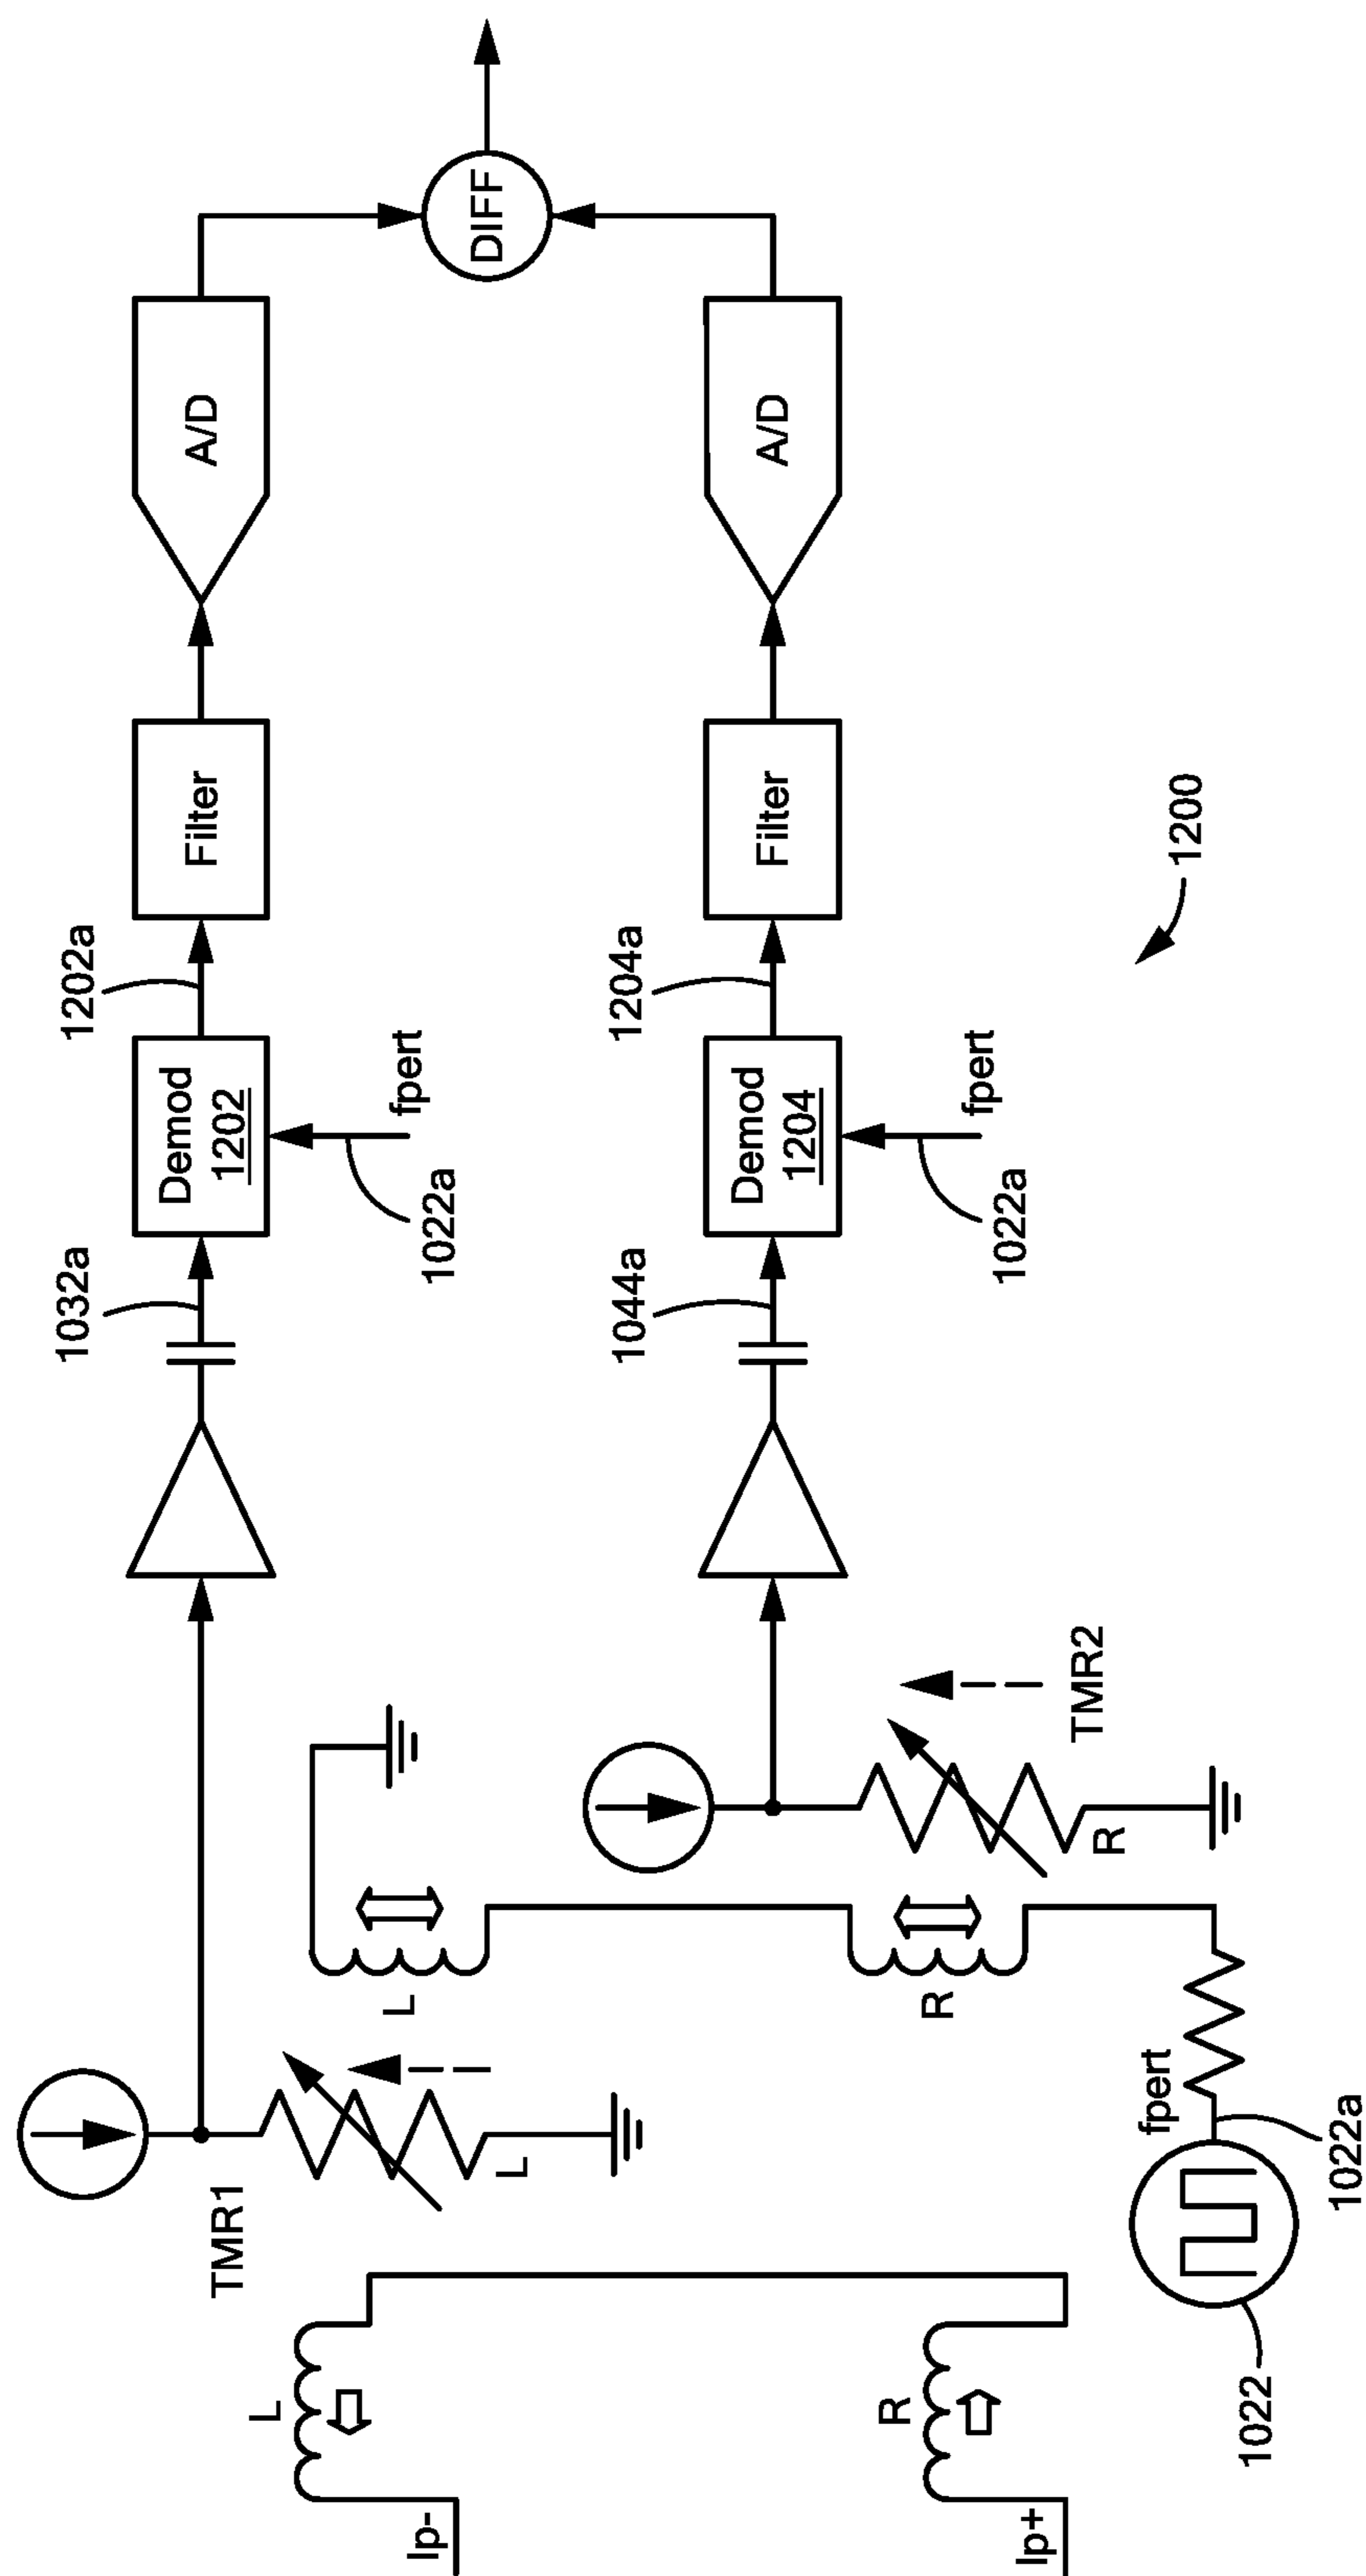 Ip-
L
TMR1
L
L
1032a
Demod
1202
1202a
fpert
1022a
Filter
A/D
DIFF
Ip+
R
R
R
TMR2
1044a
Demod
1204
1204a
fpert
1022a
Filter
A/D
1022
fpert
1022a
1200